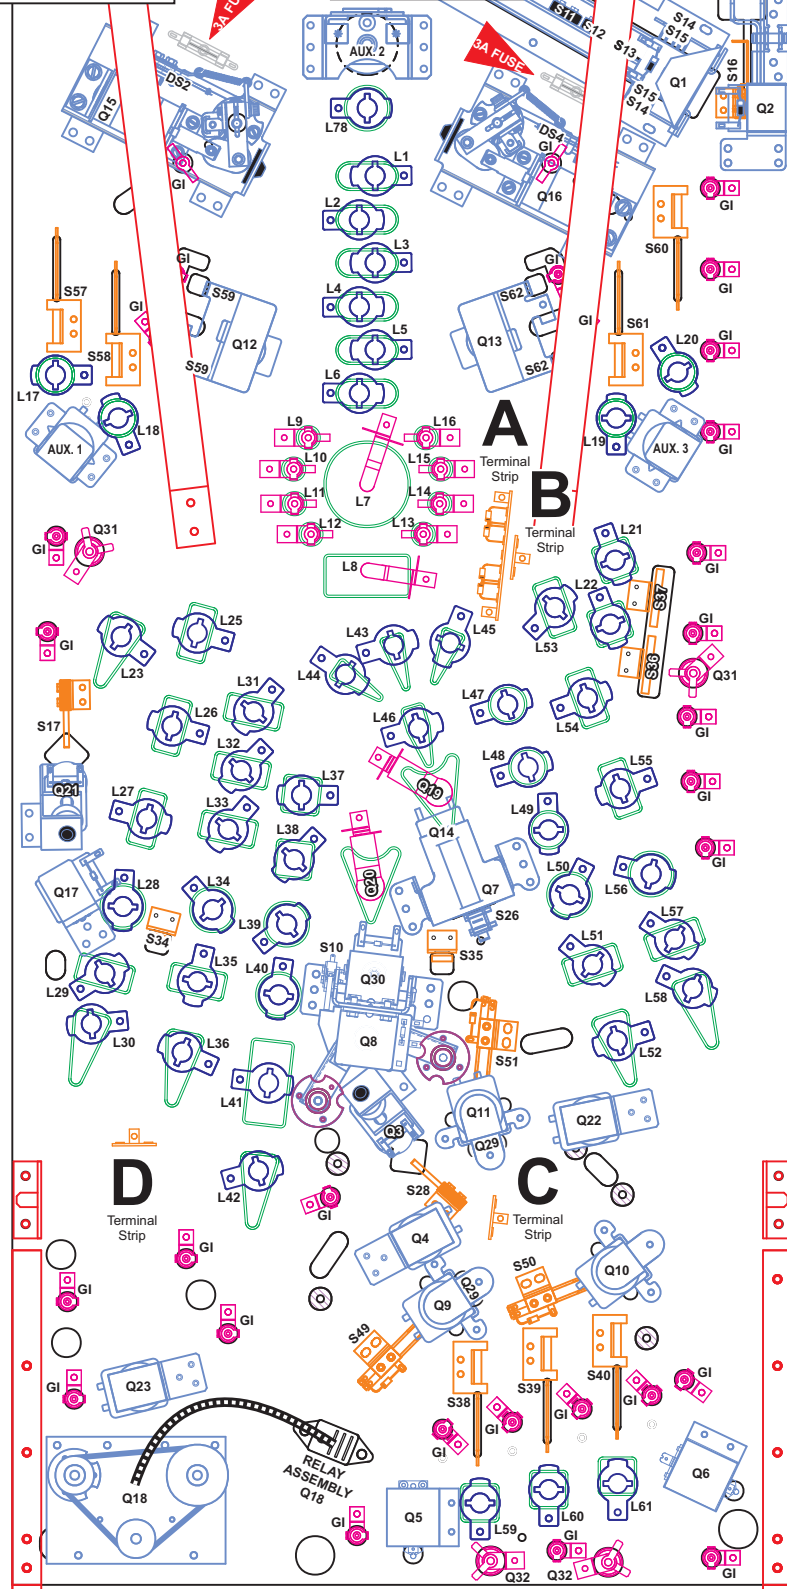 3A FU
AUX. 2
S11
S12
S14
S15
S13
Q1
S16
DS2
3A FUSE
Q15
S15
S14
Q2
L78
DS4
GI
GI
L1
Q16
GI
L2
S60
L3
GI
GI
GI
L4
S57
S59
S62
GI
GI
S61
L5
Q12
Q13
GI
S58
S59
S62
L20
L6
L17
L18
L9
L16
A
L19
GI
AUX. 1
L10
L15
Terminal
Strip
AUX. 3
L11
L7
L14
B
L12
L13
Terminal
Strip
Q31
L21
GI
L8
GI
L22
S37
L25
L43
L45
L53
GI
GI
L23
L44
S36
Q31
L31
L47
L54
S17
L26
L46
GI
L32
L48
L55
Q21
L37
Q19
GI
L27
L33
L49
L38
Q14
GI
Q17
L28
L34
Q20
Q7
L50
L56
S34
L39
S26
L57
S10
S35
L51
L29
L35
L40
Q30
L58
L30
L36
Q8
S51
L52
L41
Q11
Q22
Q3
Q29
D
L42
S28
C
Terminal
Strip
GI
Terminal
Strip
GI
Q4
S50
Q10
GI
Q29
Q9
GI
S49
GI
Q23
S38
S39
S40
GI
GI
GI
GI
GI
RELAY
ASSEMBLY
Q18
Q18
Q6
GI
Q5
L59
L60
L61
GI
Q32
Q32
GI